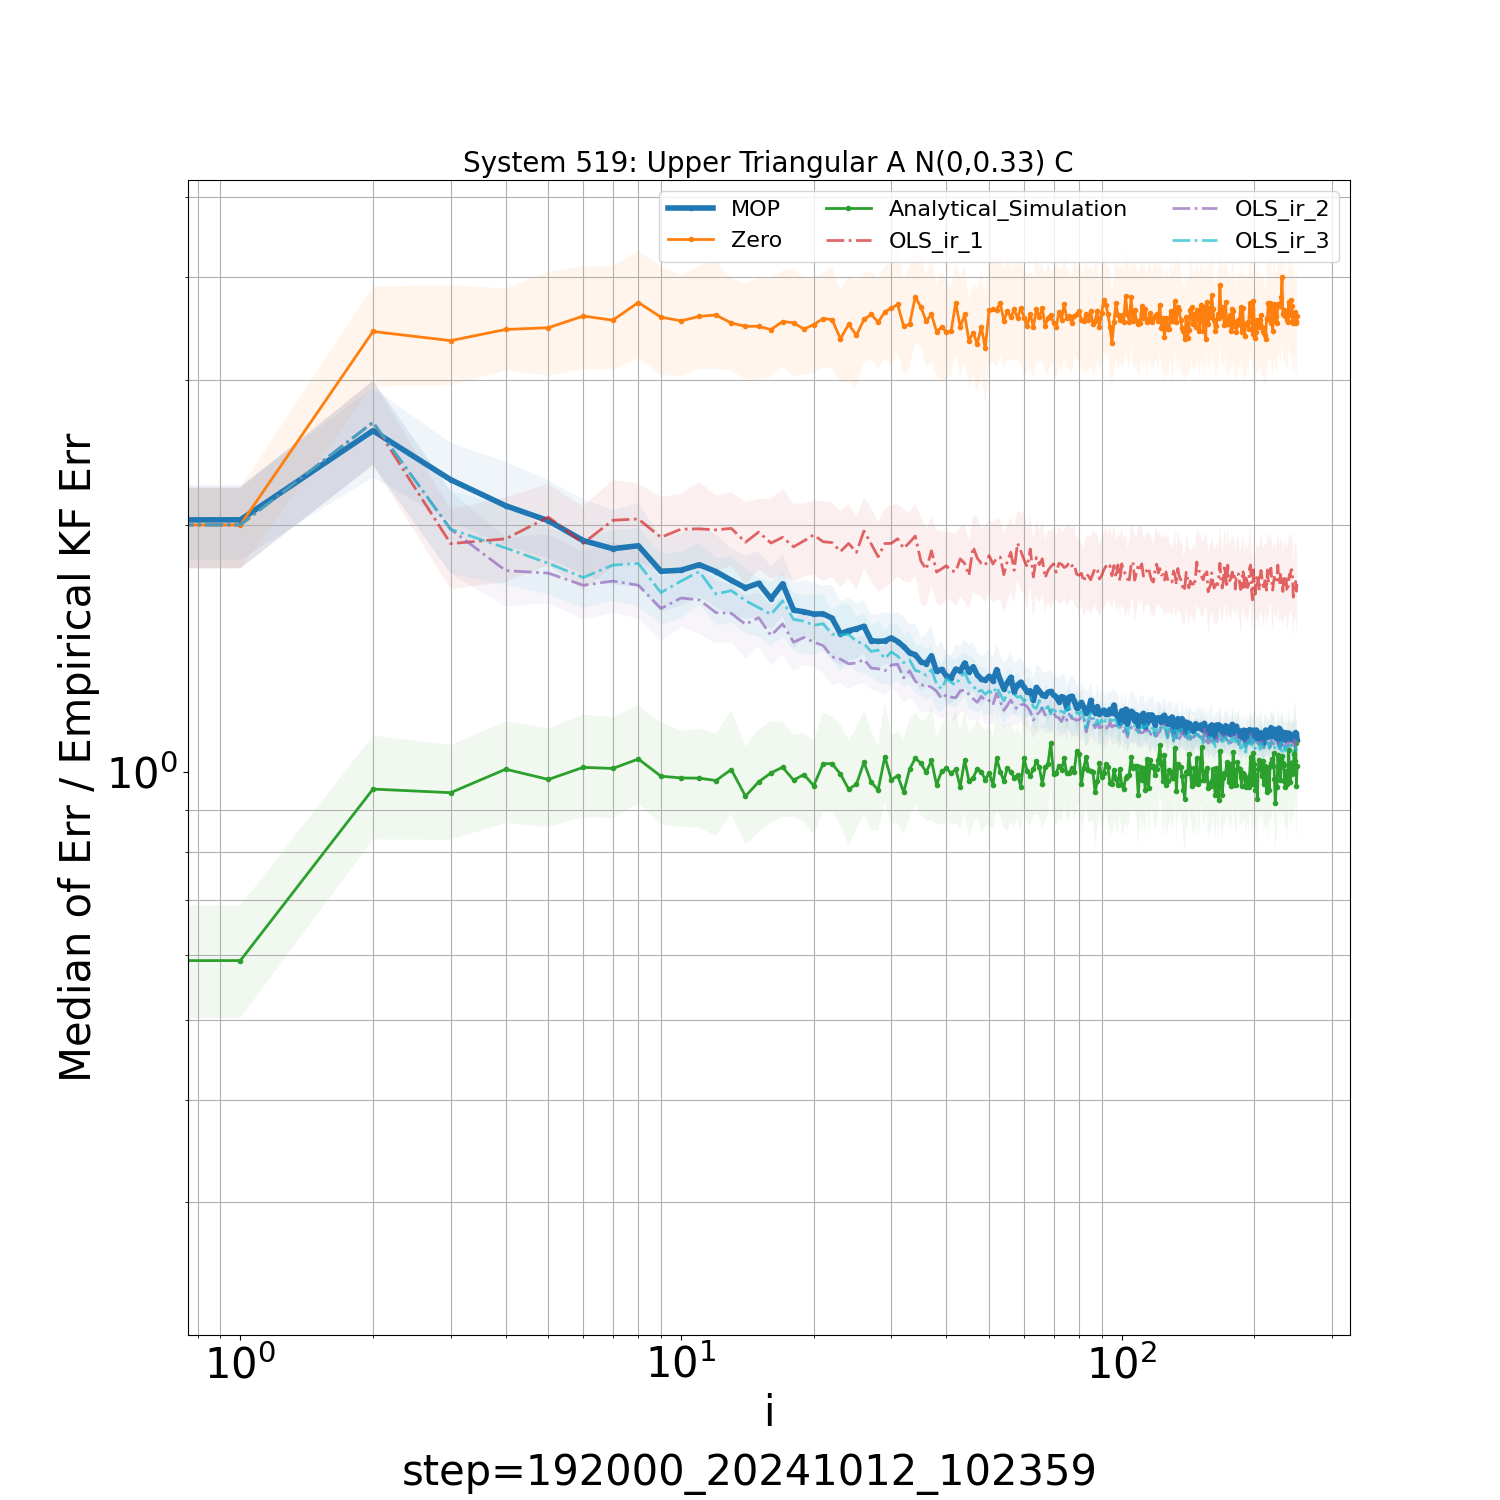 System 519: Upper Triangular A N(0,0.33) C
MOP
Zero
Analytical_Simulation
OLS_ir_1
OLS_ir_2
OLS_ir_3
Median of Err / Empirical KF Err
10⁰
10⁰ 10¹ 10²
i
step=192000_20241012_102359